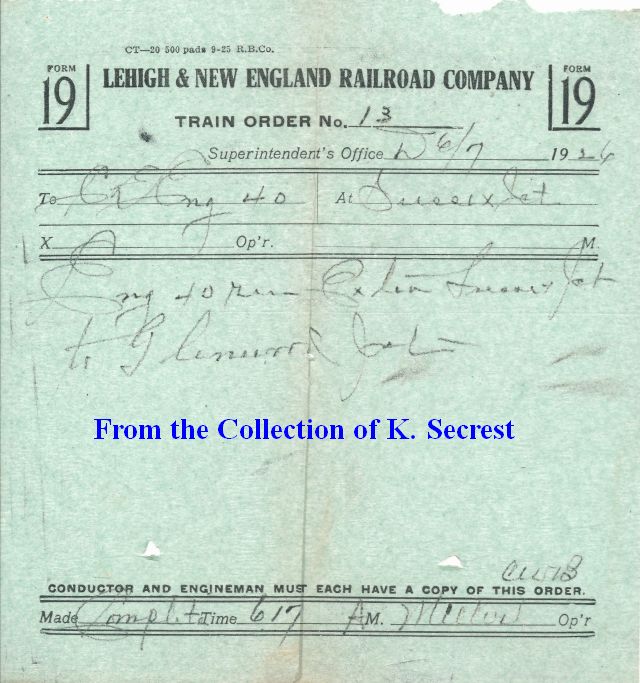 CT—20 500 pads 9-25 R.B.Co.
FORM 19 LEHIGH & NEW ENGLAND RAILROAD COMPANY FORM 19
TRAIN ORDER No. 13
Superintendent's Office 6/7 1926
To C&E Eng 40 At Sussex Jct
X Op'r. M.
Eng 40 run Extra Sussex Jct
to Glenwood Jct
From the Collection of K. Secrest
CWB
CONDUCTOR AND ENGINEMAN MUST EACH HAVE A COPY OF THIS ORDER.
Made Complete Time 617 AM. Op'r